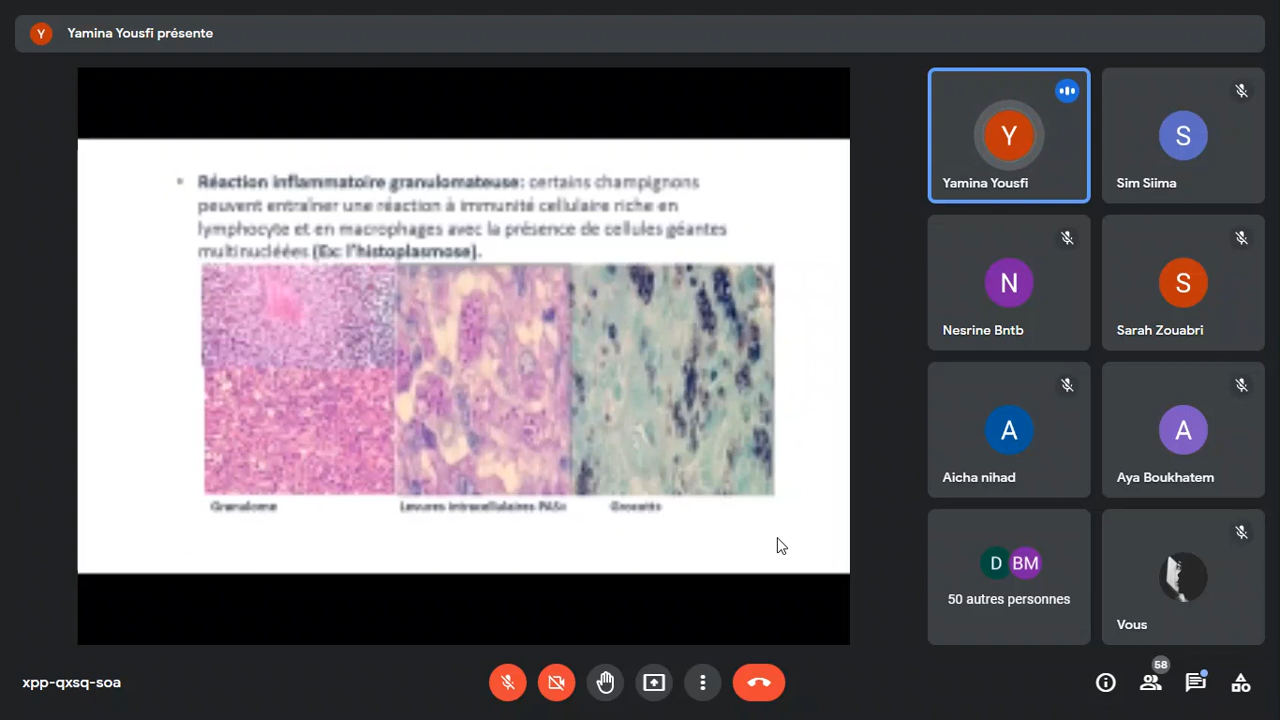 Y Yamina Yousfi présente
• Réaction inflammatoire granulomateuse: certains champignons
peuvent entraîner une réaction à immunité cellulaire riche en
lymphocyte et en macrophages avec la présence de cellules géantes
multinucléées (Ex: l'histoplasmose).
Granulome
Levures intracellulaires PAS+
Grocott+
Y
Yamina Yousfi
S
Sim Siima
N
Nesrine Bntb
S
Sarah Zouabri
A
Aicha nihad
A
Aya Boukhatem
D BM
50 autres personnes
Vous
xpp-qxsq-soa
58